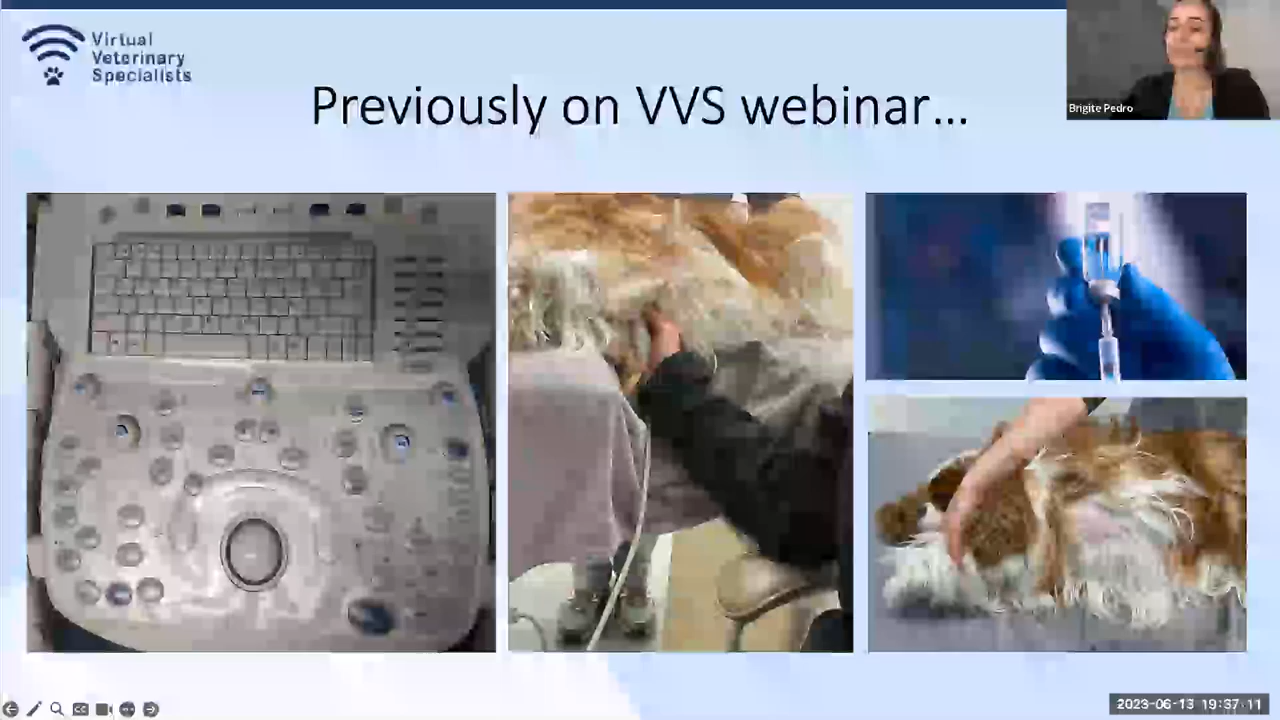 Virtual
Veterinary
Specialists
Previously on VVS webinar...
Brigite Pedro
2023-06-13 19:37:11